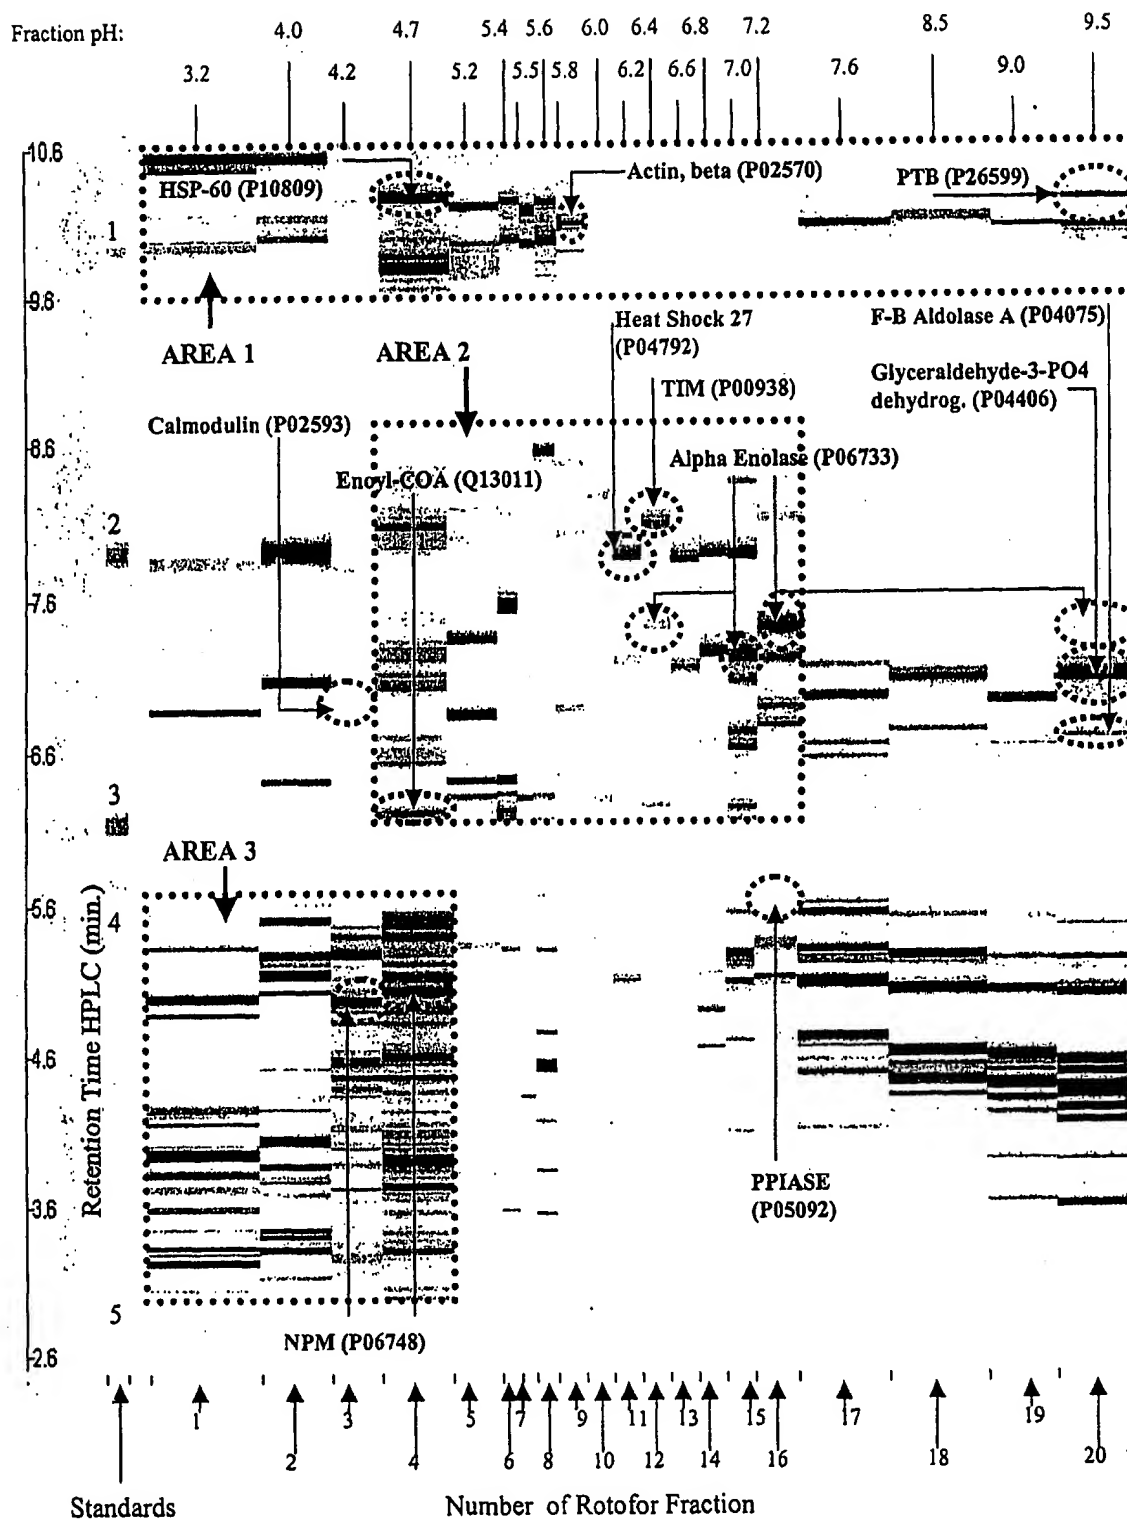 Fraction pH:
4.0 4.7 5.4 5.6 6.0 6.4 6.8 7.2 8.5 9.5
3.2 4.2 5.2 5.5 5.8 6.2 6.6 7.0 7.6 9.0
10.6
HSP-60 (P10809)
Actin, beta (P02570)
PTB (P26599)
1
9.6
AREA 1
AREA 2
Heat Shock 27
(P04792)
F-B Aldolase A (P04075)
TIM (P00938)
Glyceraldehyde-3-PO4
dehydrog. (P04406)
Calmodulin (P02593)
8.6
Enoyl-COA (Q13011)
Alpha Enolase (P06733)
2
7.6
6.6
3
AREA 3
5.6
4
4.6
Retention Time HPLC (min.)
PPIASE
(P05092)
3.6
5
NPM (P06748)
2.6
1 3 5 7 9 11 13 15 17 19
2 4 6 8 10 12 14 16 18 20
Standards
Number of Rotofor Fraction